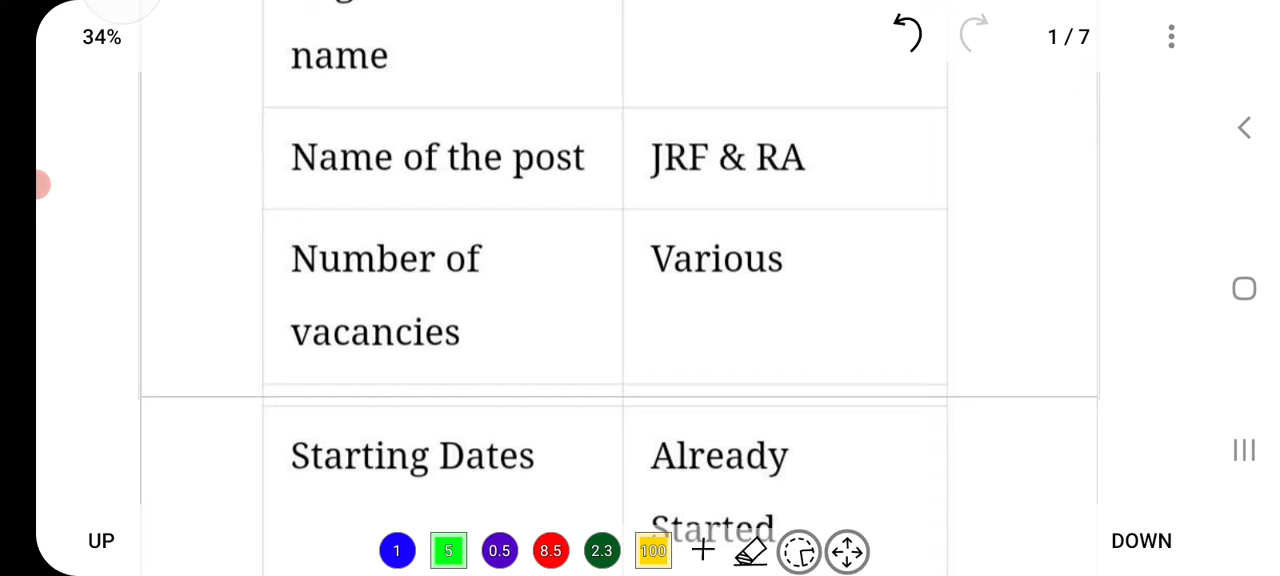 34%
1 / 7
name
Name of the post JRF & RA
Number of Various
vacancies
Starting Dates Already
Started
UP
1 5 0.5 8.5 2.3 100
DOWN